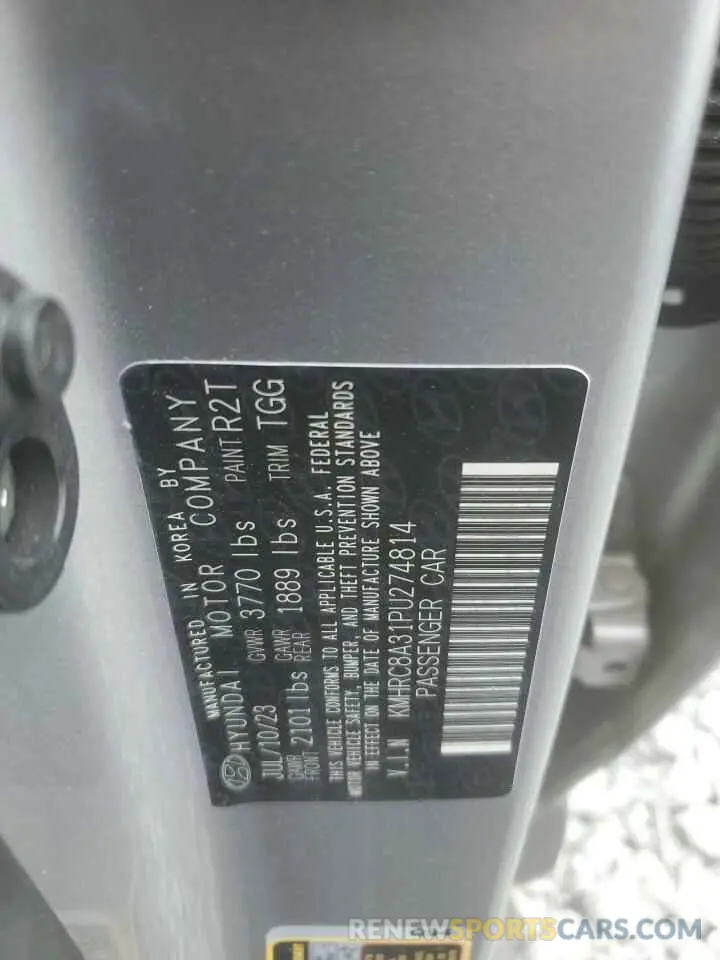 MANUFACTURED IN KOREA BY
HYUNDAI MOTOR COMPANY
JUL/10/23 GVWR 3770 lbs PAINT R2T
GAWR FRONT 2101 lbs GAWR REAR 1889 lbs TRIM TGG
THIS VEHICLE CONFORMS TO ALL APPLICABLE U.S.A. FEDERAL
MOTOR VEHICLE SAFETY, BUMPER, AND THEFT PREVENTION STANDARDS
IN EFFECT ON THE DATE OF MANUFACTURE SHOWN ABOVE
V.I.N KMHRC8A31PU274814
PASSENGER CAR
RENEWSPORTSCARS.COM